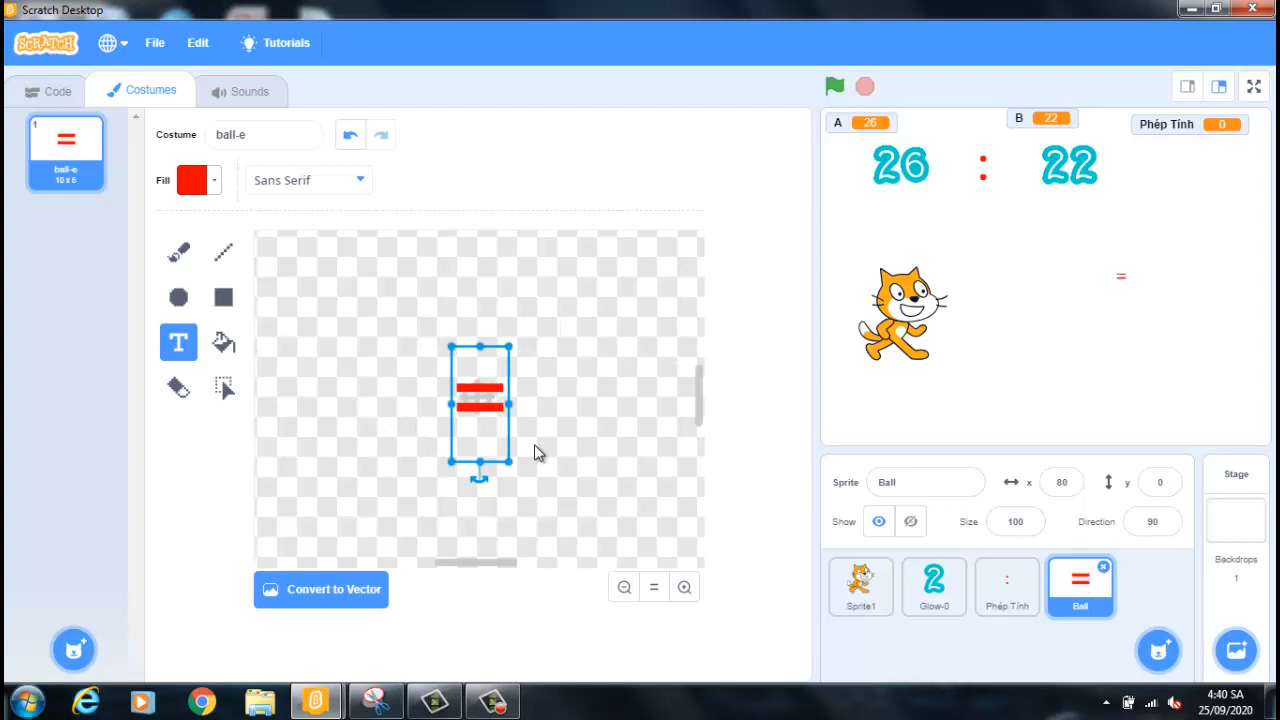 Scratch Desktop
SCRATCH
File
Edit
Tutorials
Code
Costumes
Sounds
1
=
ball-e
10 x 6
Costume
ball-e
Fill
Sans Serif
T
=
Convert to Vector
=
A 26
B 22
Phép Tính 0
26 : 22
=
Sprite
Ball
x
80
y
0
Show
Size
100
Direction
90
Stage
Backdrops
1
Sprite1
2
Glow-0
:
Phép Tính
=
Ball
4:40 SA
25/09/2020